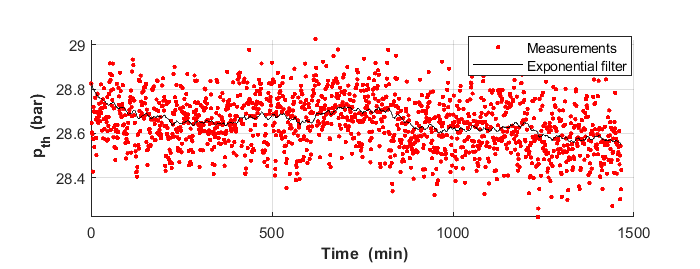 29
28.8
28.6
28.4
p_th (bar)
Measurements
Exponential filter
0
500
1000
1500
Time (min)